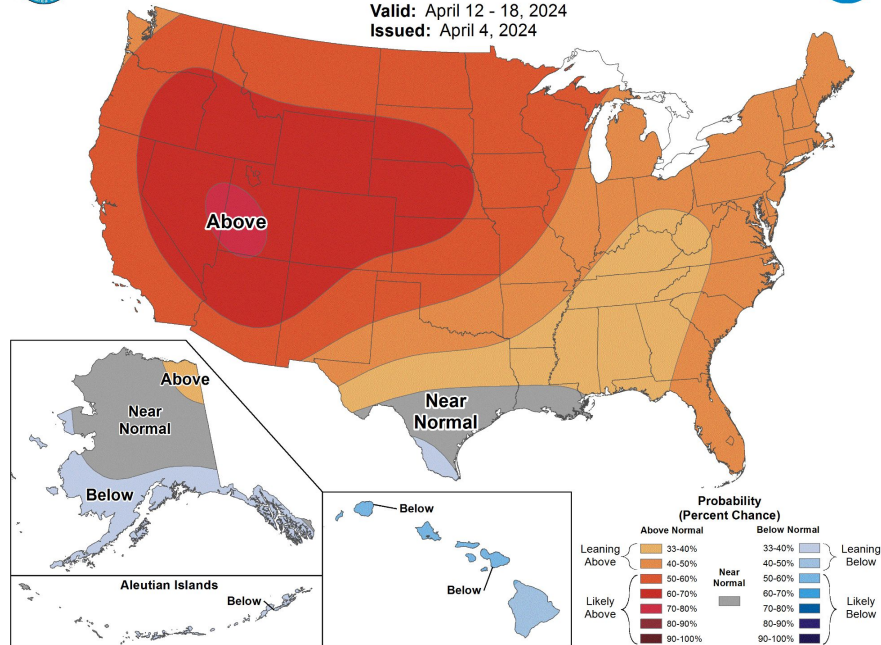 Valid: April 12 - 18, 2024
Issued: April 4, 2024
Above
Near
Normal
Above
Near
Normal
Below
Aleutian Islands
Below
Below
Below
Probability
(Percent Chance)
Above Normal
Below Normal
Leaning
Above
33-40%
40-50%
Likely
Above
50-60%
60-70%
70-80%
80-90%
90-100%
Near
Normal
33-40%
40-50%
Leaning
Below
50-60%
60-70%
70-80%
80-90%
90-100%
Likely
Below